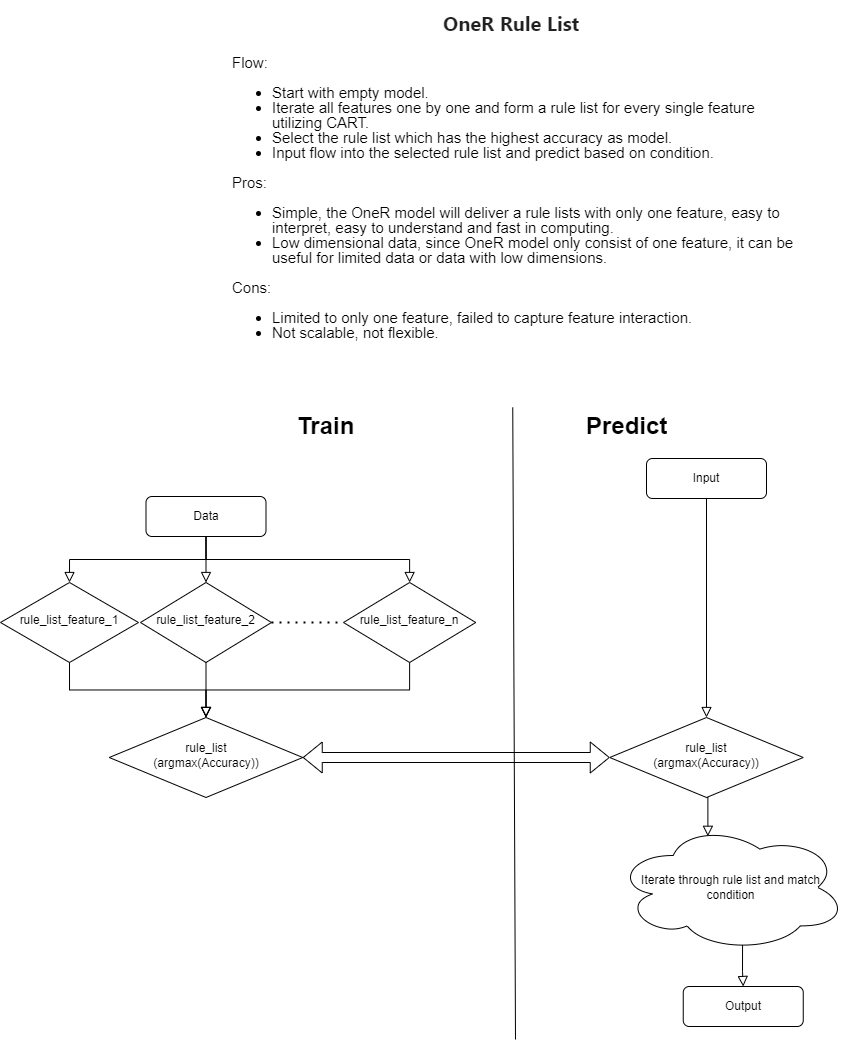 OneR Rule List
Flow:
• Start with empty model.
• Iterate all features one by one and form a rule list for every single feature
utilizing CART.
• Select the rule list which has the highest accuracy as model.
• Input flow into the selected rule list and predict based on condition.
Pros:
• Simple, the OneR model will deliver a rule lists with only one feature, easy to
interpret, easy to understand and fast in computing.
• Low dimensional data, since OneR model only consist of one feature, it can be
useful for limited data or data with low dimensions.
Cons:
• Limited to only one feature, failed to capture feature interaction.
• Not scalable, not flexible.
Train
Data
rule_list_feature_1
rule_list_feature_2
rule_list_feature_n
rule_list
(argmax(Accuracy))
Predict
Input
rule_list
(argmax(Accuracy))
Iterate through rule list and match
condition
Output